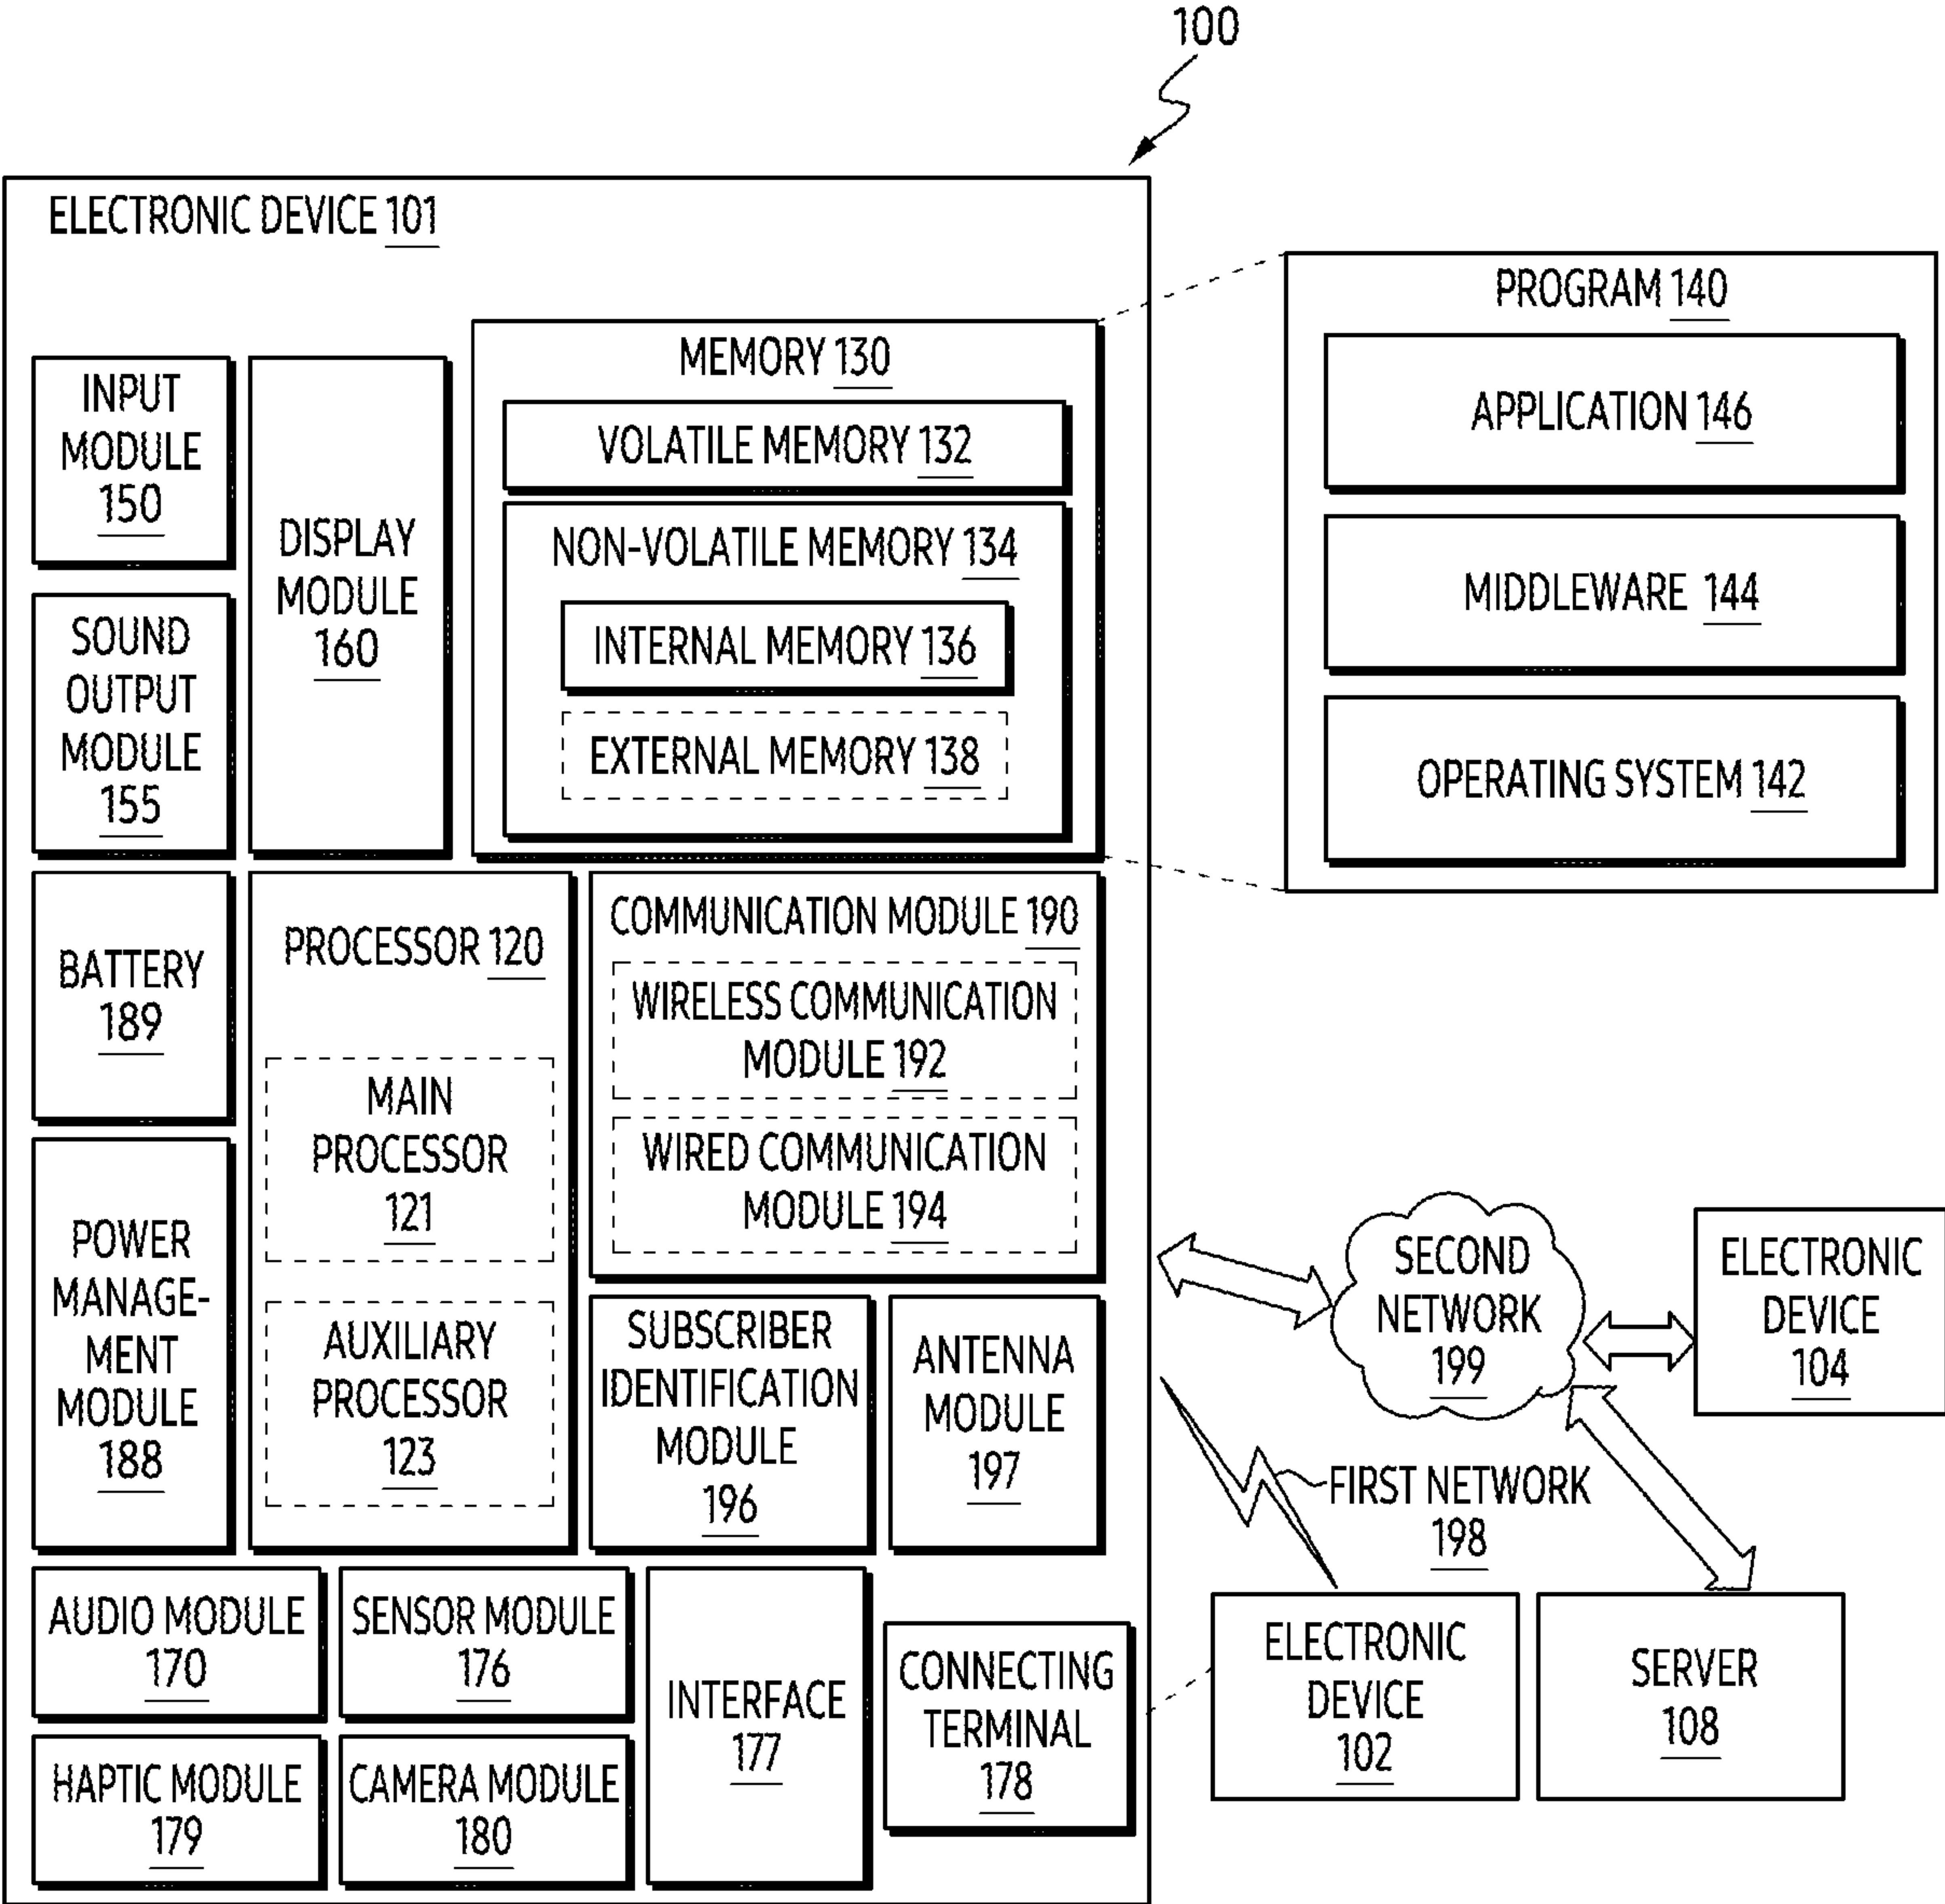 100
ELECTRONIC DEVICE 101
PROGRAM 140
APPLICATION 146
MIDDLEWARE 144
OPERATING SYSTEM 142
MEMORY 130
VOLATILE MEMORY 132
NON-VOLATILE MEMORY 134
INTERNAL MEMORY 136
EXTERNAL MEMORY 138
INPUT
MODULE
150
SOUND
OUTPUT
MODULE
155
DISPLAY
MODULE
160
BATTERY
189
POWER
MANAGE-
MENT
MODULE
188
PROCESSOR 120
MAIN
PROCESSOR
121
AUXILIARY
PROCESSOR
123
COMMUNICATION MODULE 190
WIRELESS COMMUNICATION
MODULE 192
WIRED COMMUNICATION
MODULE 194
SUBSCRIBER
IDENTIFICATION
MODULE
196
ANTENNA
MODULE
197
SECOND
NETWORK
199
ELECTRONIC
DEVICE
104
FIRST NETWORK
198
AUDIO MODULE
170
SENSOR MODULE
176
HAPTIC MODULE
179
CAMERA MODULE
180
INTERFACE
177
CONNECTING
TERMINAL
178
ELECTRONIC
DEVICE
102
SERVER
108